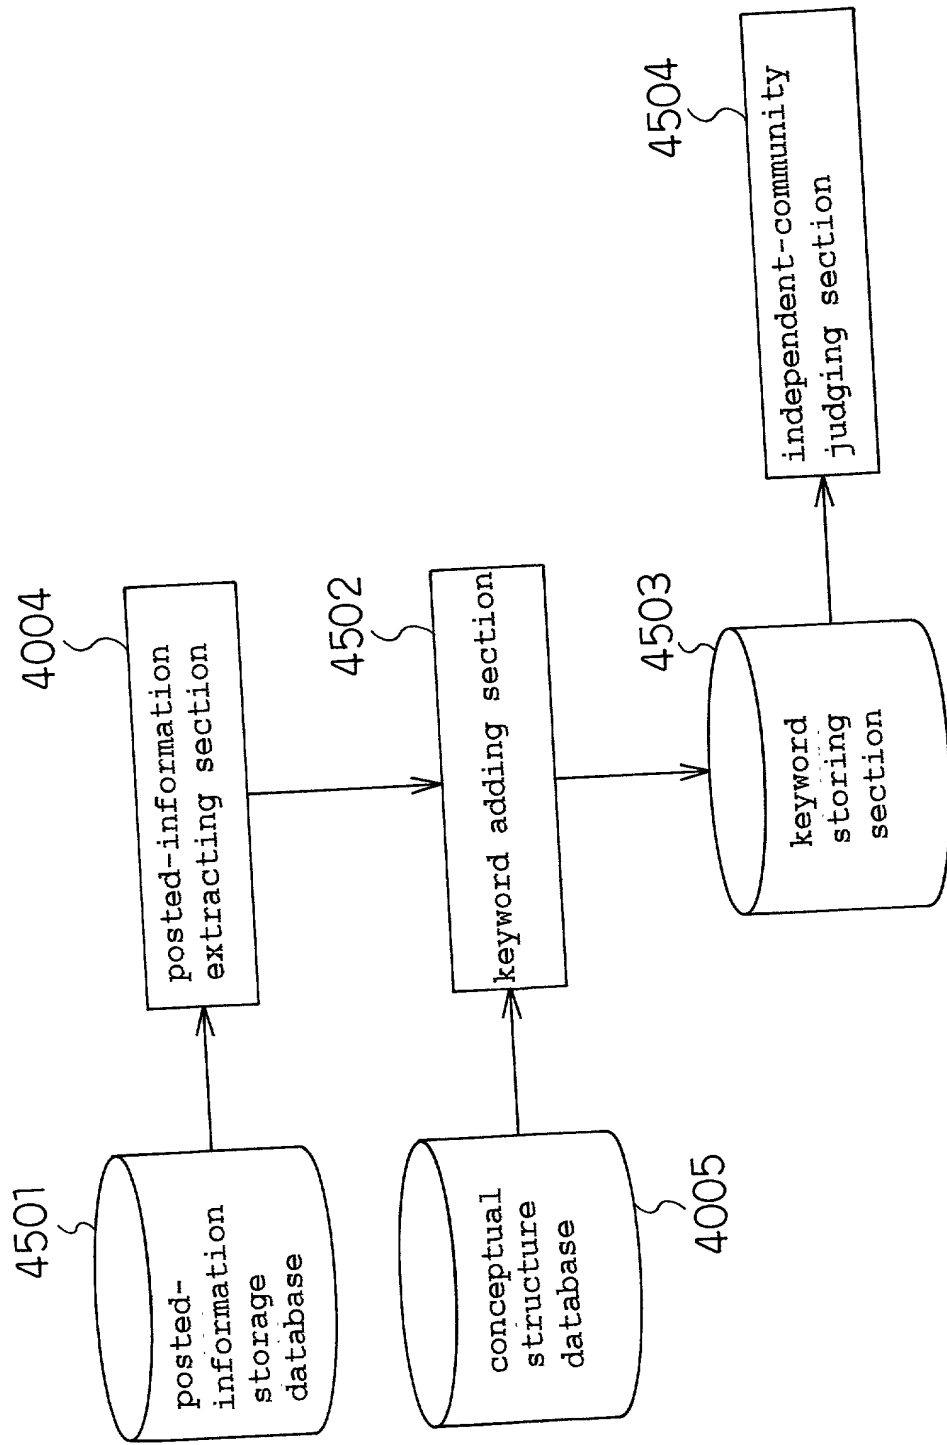 4501
posted-
information
storage
database
4004
posted-information
extracting section
conceptual
structure
database
4005
4502
keyword adding section
4503
keyword
storing
section
4504
independent-community
judging section